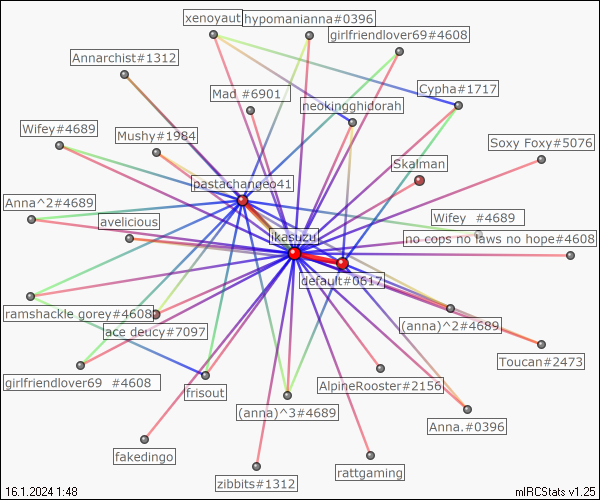 xenoyaut
hypomanianna#0396
girlfriendlover69#4608
Annarchist#1312
Mad_#6901
Cypha#1717
neokingghidorah
Wifey#4689
Mushy#1984
Soxy Foxy#5076
Skalman
pastachangeo41
Anna^2#4689
Wifey_#4689
avelicious
ikasuzu
no cops no laws no hope#4608
default#0617
ramshackle gorey#4608
(anna)^2#4689
ace deucy#7097
Toucan#2473
girlfriendlover69_#4608
AlpineRooster#2156
frisout
(anna)^3#4689
Anna.#0396
fakedingo
rattgaming
zibbits#1312
16.1.2024 1:48
mIRCStats v1.25